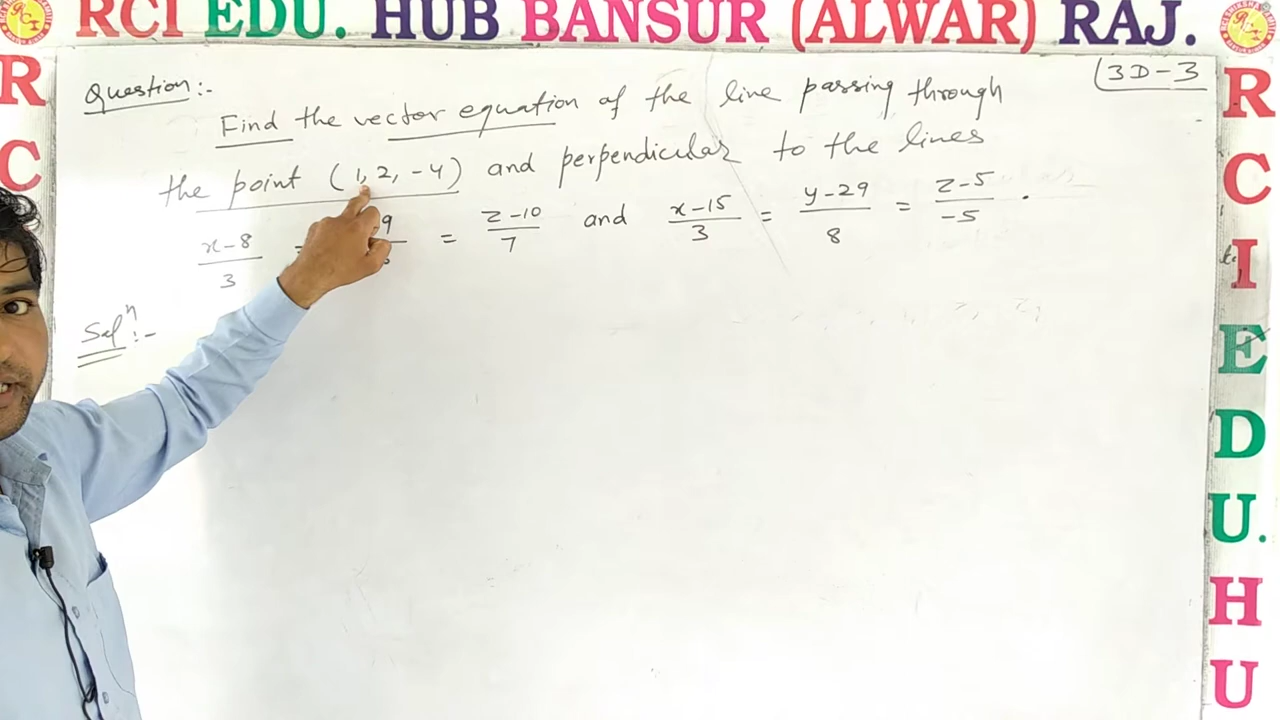 RCI EDU. HUB BANSUR (ALWAR) RAJ.
3D-3
Question:-
Find the vector equation of the line passing through
the point (1, 2, -4) and perpendicular to the lines
x-8/3 = 9 = z-10/7 and x-15/3 = y-29/8 = z-5/-5 .
Solⁿ:-
R
C
R
C
I
E
D
U.
H
U